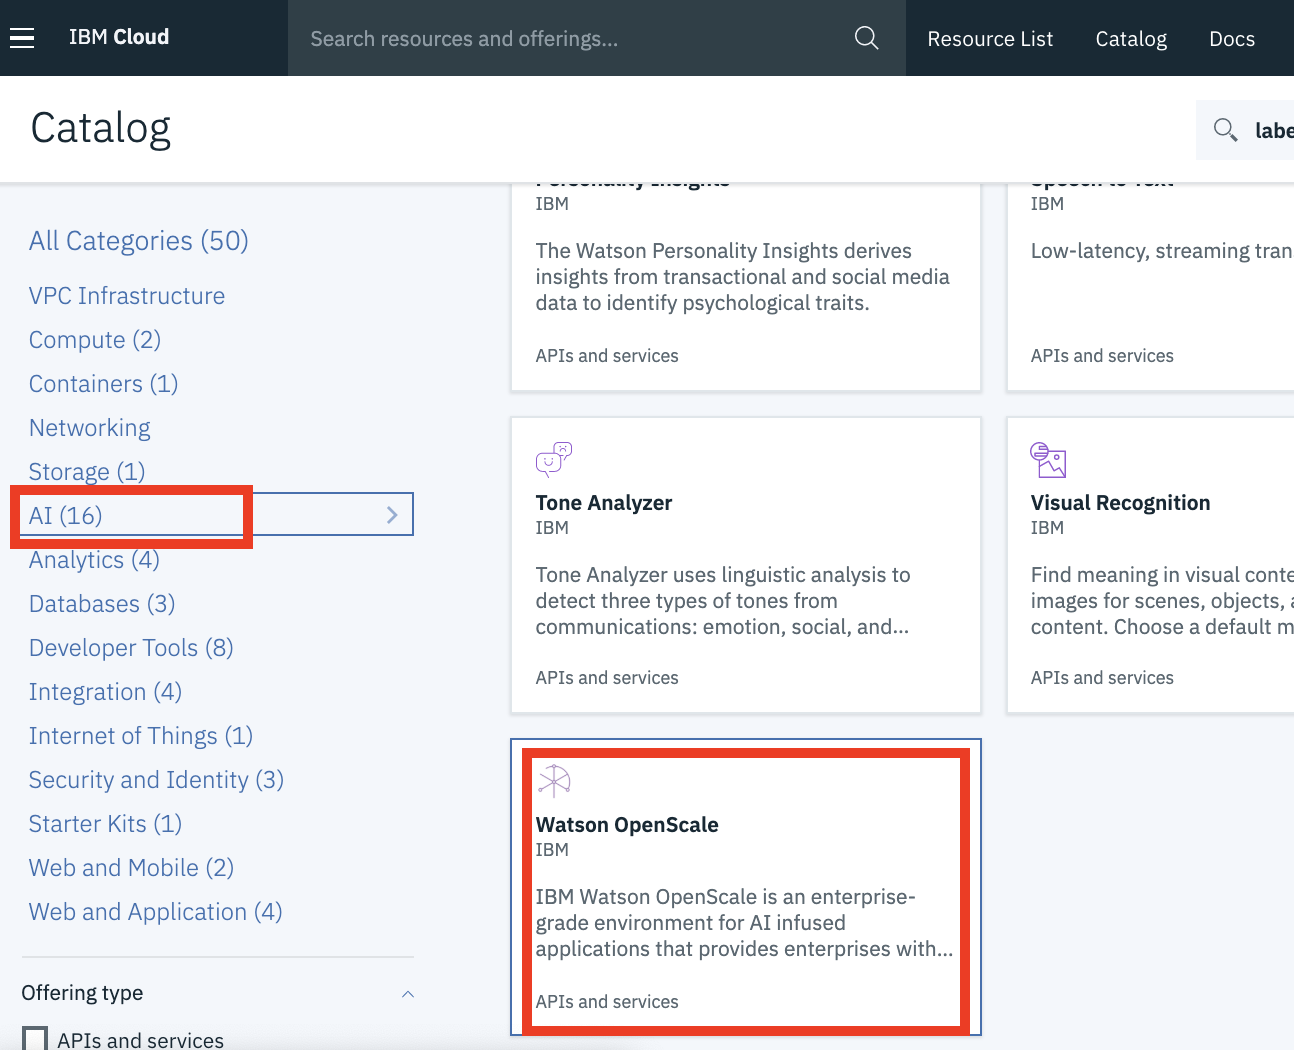 IBM Cloud
Search resources and offerings...
Resource List
Catalog
Docs
Catalog
All Categories (50)
VPC Infrastructure
Compute (2)
Containers (1)
Networking
Storage (1)
AI (16)
Analytics (4)
Databases (3)
Developer Tools (8)
Integration (4)
Internet of Things (1)
Security and Identity (3)
Starter Kits (1)
Web and Mobile (2)
Web and Application (4)
Offering type
APIs and services
Personality Insights
IBM
The Watson Personality Insights derives
insights from transactional and social media
data to identify psychological traits.
APIs and services
Speech to Text
IBM
Low-latency, streaming
APIs and services
Tone Analyzer
IBM
Tone Analyzer uses linguistic analysis to
detect three types of tones from
communications: emotion, social, and...
APIs and services
Visual Recognition
IBM
Find meaning in visual
images for scenes, objects,
content. Choose a default
APIs and services
Watson OpenScale
IBM
IBM Watson OpenScale is an enterprise-
grade environment for AI infused
applications that provides enterprises with...
APIs and services